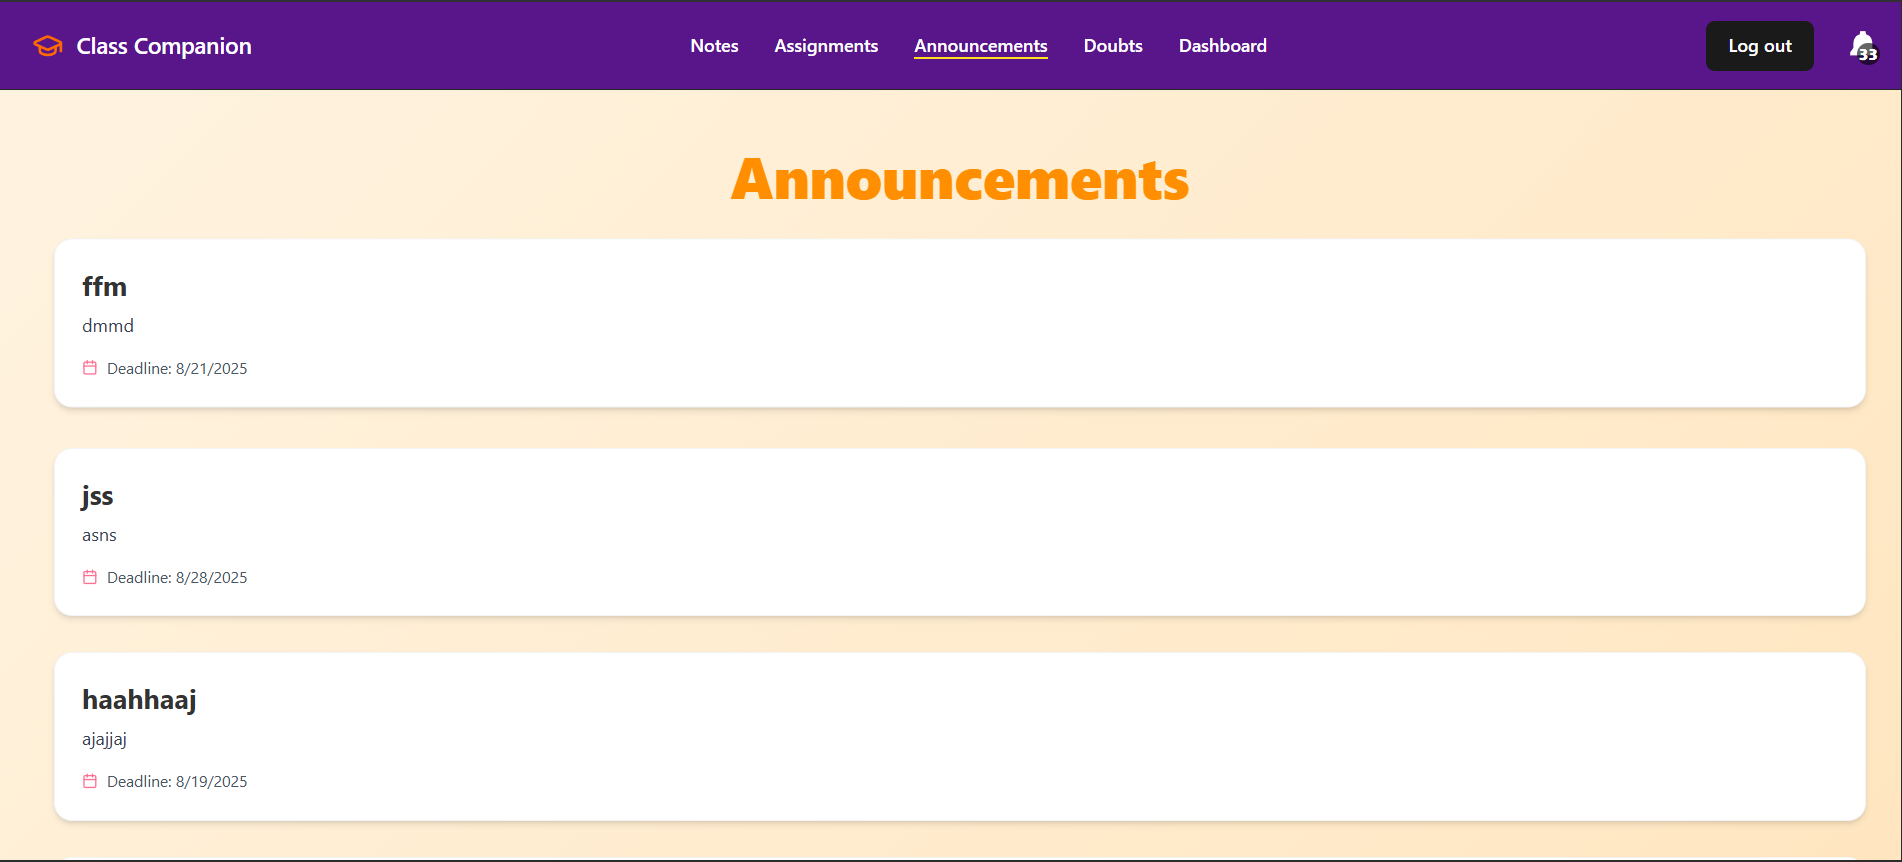 Class Companion
Notes Assignments Announcements Doubts Dashboard
Log out
33
Announcements
ffm
dmmd
Deadline: 8/21/2025
jss
asns
Deadline: 8/28/2025
haahhaaj
ajajjaj
Deadline: 8/19/2025